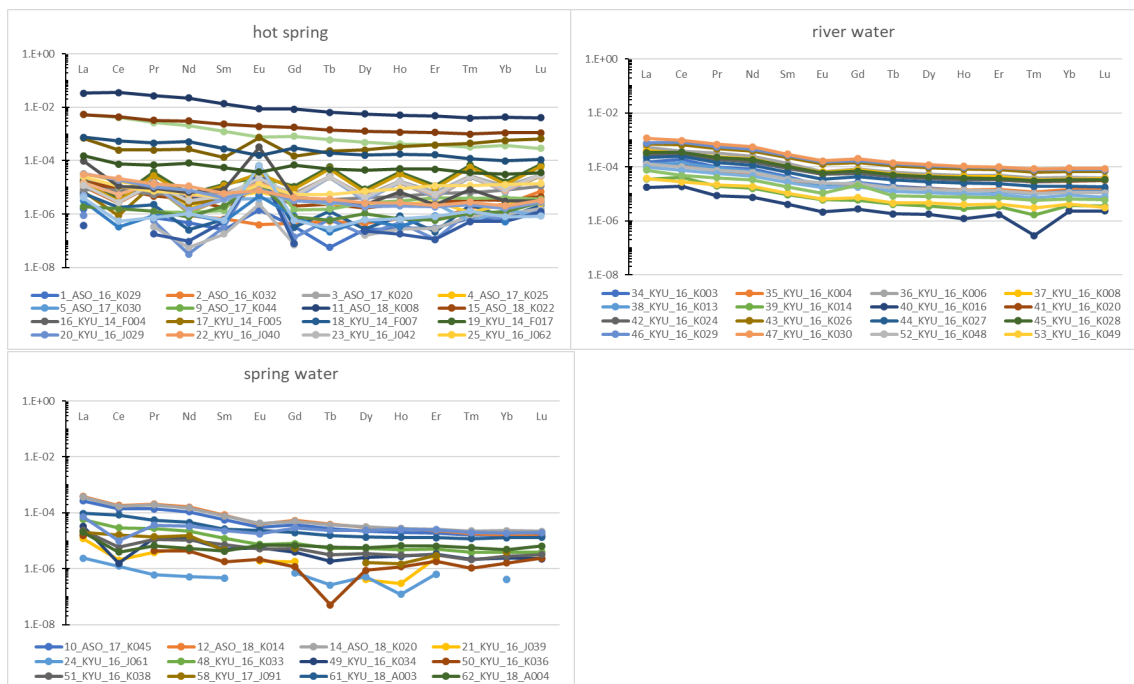 hot spring
1.E+00
La Ce Pr Nd Sm Eu Gd Tb Dy Ho Er Tm Yb Lu
1.E-02
1.E-04
1.E-06
1.E-08
1_ASO_16_K029 2_ASO_16_K032 3_ASO_17_K020 4_ASO_17_K025
5_ASO_17_K030 9_ASO_17_K044 11_ASO_18_K008 15_ASO_18_K022
16_KYU_14_F004 17_KYU_14_F005 18_KYU_14_F007 19_KYU_14_F017
20_KYU_16_J029 22_KYU_16_J040 23_KYU_16_J042 25_KYU_16_J062
river water
1.E+00
La Ce Pr Nd Sm Eu Gd Tb Dy Ho Er Tm Yb Lu
1.E-02
1.E-04
1.E-06
1.E-08
34_KYU_16_K003 35_KYU_16_K004 36_KYU_16_K006 37_KYU_16_K008
38_KYU_16_K013 39_KYU_16_K014 40_KYU_16_K016 41_KYU_16_K020
42_KYU_16_K024 43_KYU_16_K026 44_KYU_16_K027 45_KYU_16_K028
46_KYU_16_K029 47_KYU_16_K030 52_KYU_16_K048 53_KYU_16_K049
spring water
1.E+00
La Ce Pr Nd Sm Eu Gd Tb Dy Ho Er Tm Yb Lu
1.E-02
1.E-04
1.E-06
1.E-08
10_ASO_17_K045 12_ASO_18_K014 14_ASO_18_K020 21_KYU_16_J039
24_KYU_16_J061 48_KYU_16_K033 49_KYU_16_K034 50_KYU_16_K036
51_KYU_16_K038 58_KYU_17_J091 61_KYU_18_A003 62_KYU_18_A004